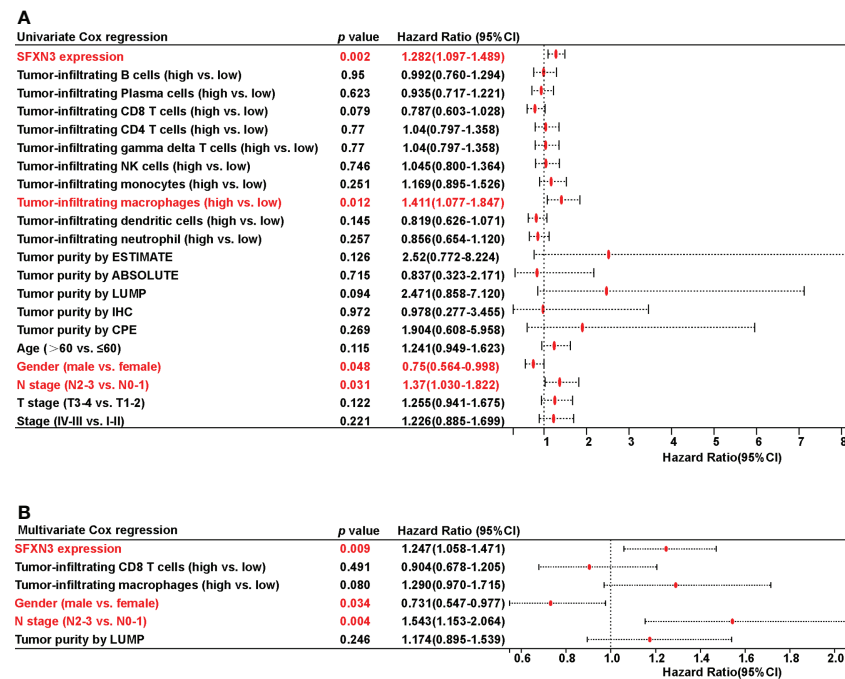 A
Univariate Cox regression p value Hazard Ratio (95%CI)
SFXN3 expression 0.002 1.282(1.097-1.489)
Tumor-infiltrating B cells (high vs. low) 0.95 0.992(0.760-1.294)
Tumor-infiltrating Plasma cells (high vs. low) 0.623 0.935(0.717-1.221)
Tumor-infiltrating CD8 T cells (high vs. low) 0.079 0.787(0.603-1.028)
Tumor-infiltrating CD4 T cells (high vs. low) 0.77 1.04(0.797-1.358)
Tumor-infiltrating gamma delta T cells (high vs. low) 0.77 1.04(0.797-1.358)
Tumor-infiltrating NK cells (high vs. low) 0.746 1.045(0.800-1.364)
Tumor-infiltrating monocytes (high vs. low) 0.251 1.169(0.895-1.526)
Tumor-infiltrating macrophages (high vs. low) 0.012 1.411(1.077-1.847)
Tumor-infiltrating dendritic cells (high vs. low) 0.145 0.819(0.626-1.071)
Tumor-infiltrating neutrophil (high vs. low) 0.257 0.856(0.654-1.120)
Tumor purity by ESTIMATE 0.126 2.52(0.772-8.224)
Tumor purity by ABSOLUTE 0.715 0.837(0.323-2.171)
Tumor purity by LUMP 0.094 2.471(0.858-7.120)
Tumor purity by IHC 0.972 0.978(0.277-3.455)
Tumor purity by CPE 0.269 1.904(0.608-5.958)
Age (>60 vs. ≤60) 0.115 1.241(0.949-1.623)
Gender (male vs. female) 0.048 0.75(0.564-0.998)
N stage (N2-3 vs. N0-1) 0.031 1.37(1.030-1.822)
T stage (T3-4 vs. T1-2) 0.122 1.255(0.941-1.675)
Stage (IV-III vs. I-II) 0.221 1.226(0.885-1.699)
1 2 3 4 5 6 7 8
Hazard Ratio(95%CI)
B
Multivariate Cox regression p value Hazard Ratio (95%CI)
SFXN3 expression 0.009 1.247(1.058-1.471)
Tumor-infiltrating CD8 T cells (high vs. low) 0.491 0.904(0.678-1.205)
Tumor-infiltrating macrophages (high vs. low) 0.080 1.290(0.970-1.715)
Gender (male vs. female) 0.034 0.731(0.547-0.977)
N stage (N2-3 vs. N0-1) 0.004 1.543(1.153-2.064)
Tumor purity by LUMP 0.246 1.174(0.895-1.539)
0.6 0.8 1.0 1.2 1.4 1.6 1.8 2.0
Hazard Ratio(95%CI)